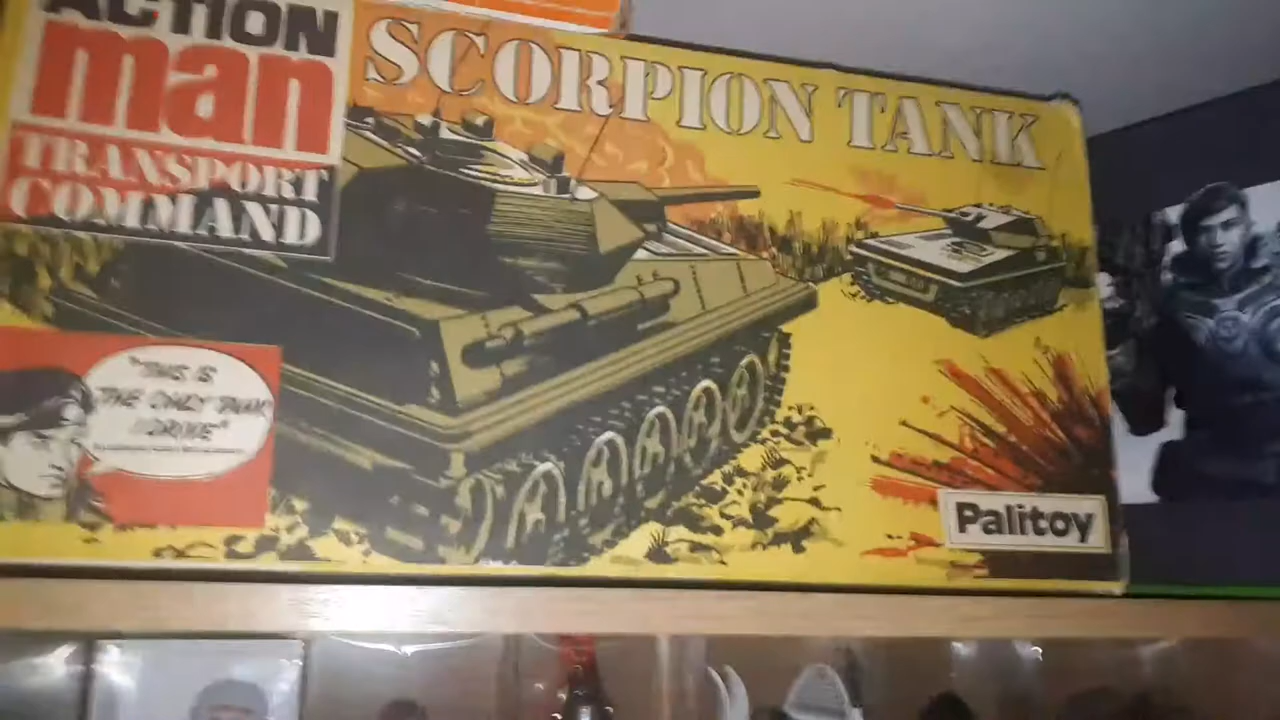 ACTION
man
TRANSPORT
COMMAND
SCORPION TANK
"THIS IS
THE ONLY TANK
I DRIVE"
Palitoy